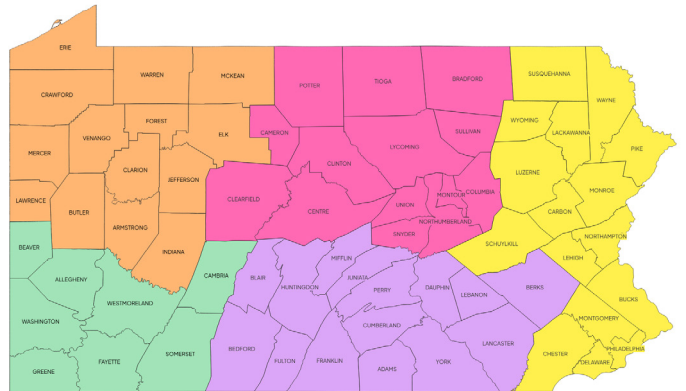 ERIE
WARREN
MCKEAN
POTTER
TIOGA
BRADFORD
SUSQUEHANNA
WAYNE
CRAWFORD
FOREST
ELK
CAMERON
VENANGO
CLARION
JEFFERSON
MERCER
LAWRENCE
BUTLER
ARMSTRONG
INDIANA
CLEARFIELD
CLINTON
CENTRE
LYCOMING
SULLIVAN
UNION
MONTOUR
COLUMBIA
NORTHUMBERLAND
SNYDER
WYOMING
LACKAWANNA
PIKE
LUZERNE
MONROE
CARBON
SCHUYLKILL
NORTHAMPTON
LEHIGH
BEAVER
ALLEGHENY
WESTMORELAND
CAMBRIA
WASHINGTON
GREENE
FAYETTE
SOMERSET
BLAIR
HUNTINGDON
MIFFLIN
JUNIATA
PERRY
DAUPHIN
LEBANON
BERKS
CUMBERLAND
BEDFORD
FULTON
FRANKLIN
ADAMS
YORK
LANCASTER
BUCKS
MONTGOMERY
PHILADELPHIA
CHESTER
DELAWARE